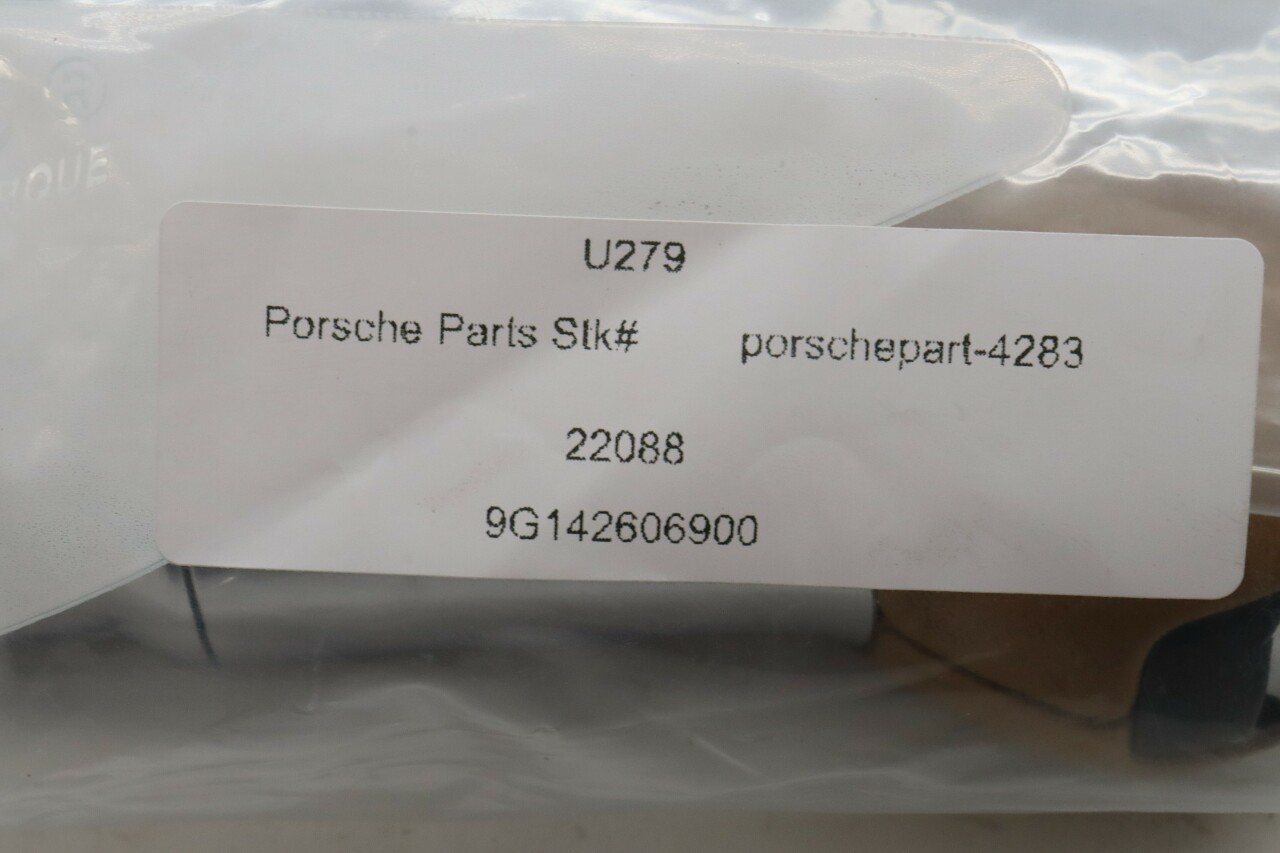 U279
Porsche Parts Stk# porschepart-4283
22088
9G142606900